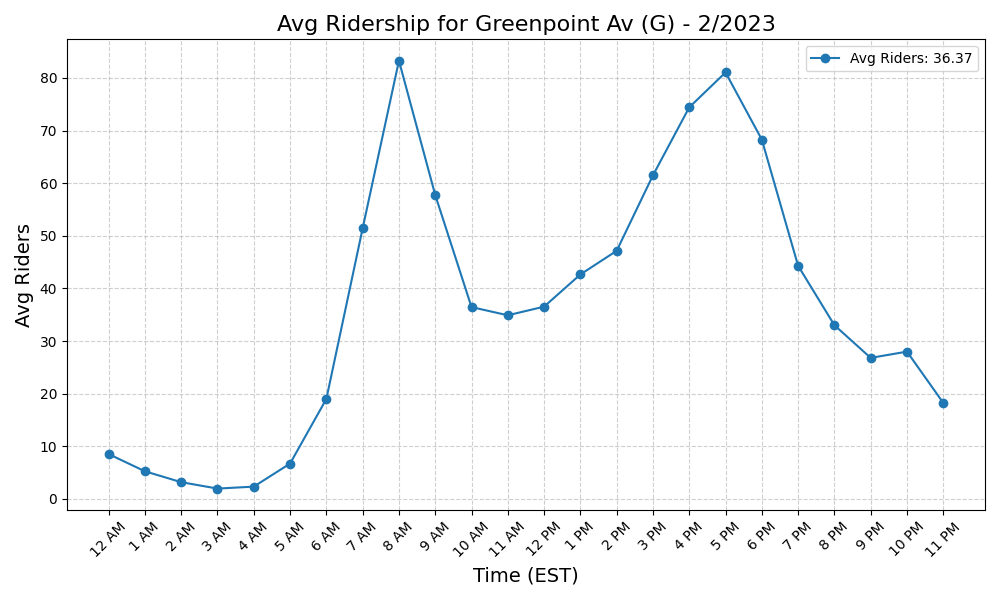 Avg Ridership for Greenpoint Av (G) - 2/2023
Avg Riders: 36.37
Avg Riders
80
70
60
50
40
30
20
10
0
12 AM
1 AM
2 AM
3 AM
4 AM
5 AM
6 AM
7 AM
8 AM
9 AM
10 AM
11 AM
12 PM
1 PM
2 PM
3 PM
4 PM
5 PM
6 PM
7 PM
8 PM
9 PM
10 PM
11 PM
Time (EST)